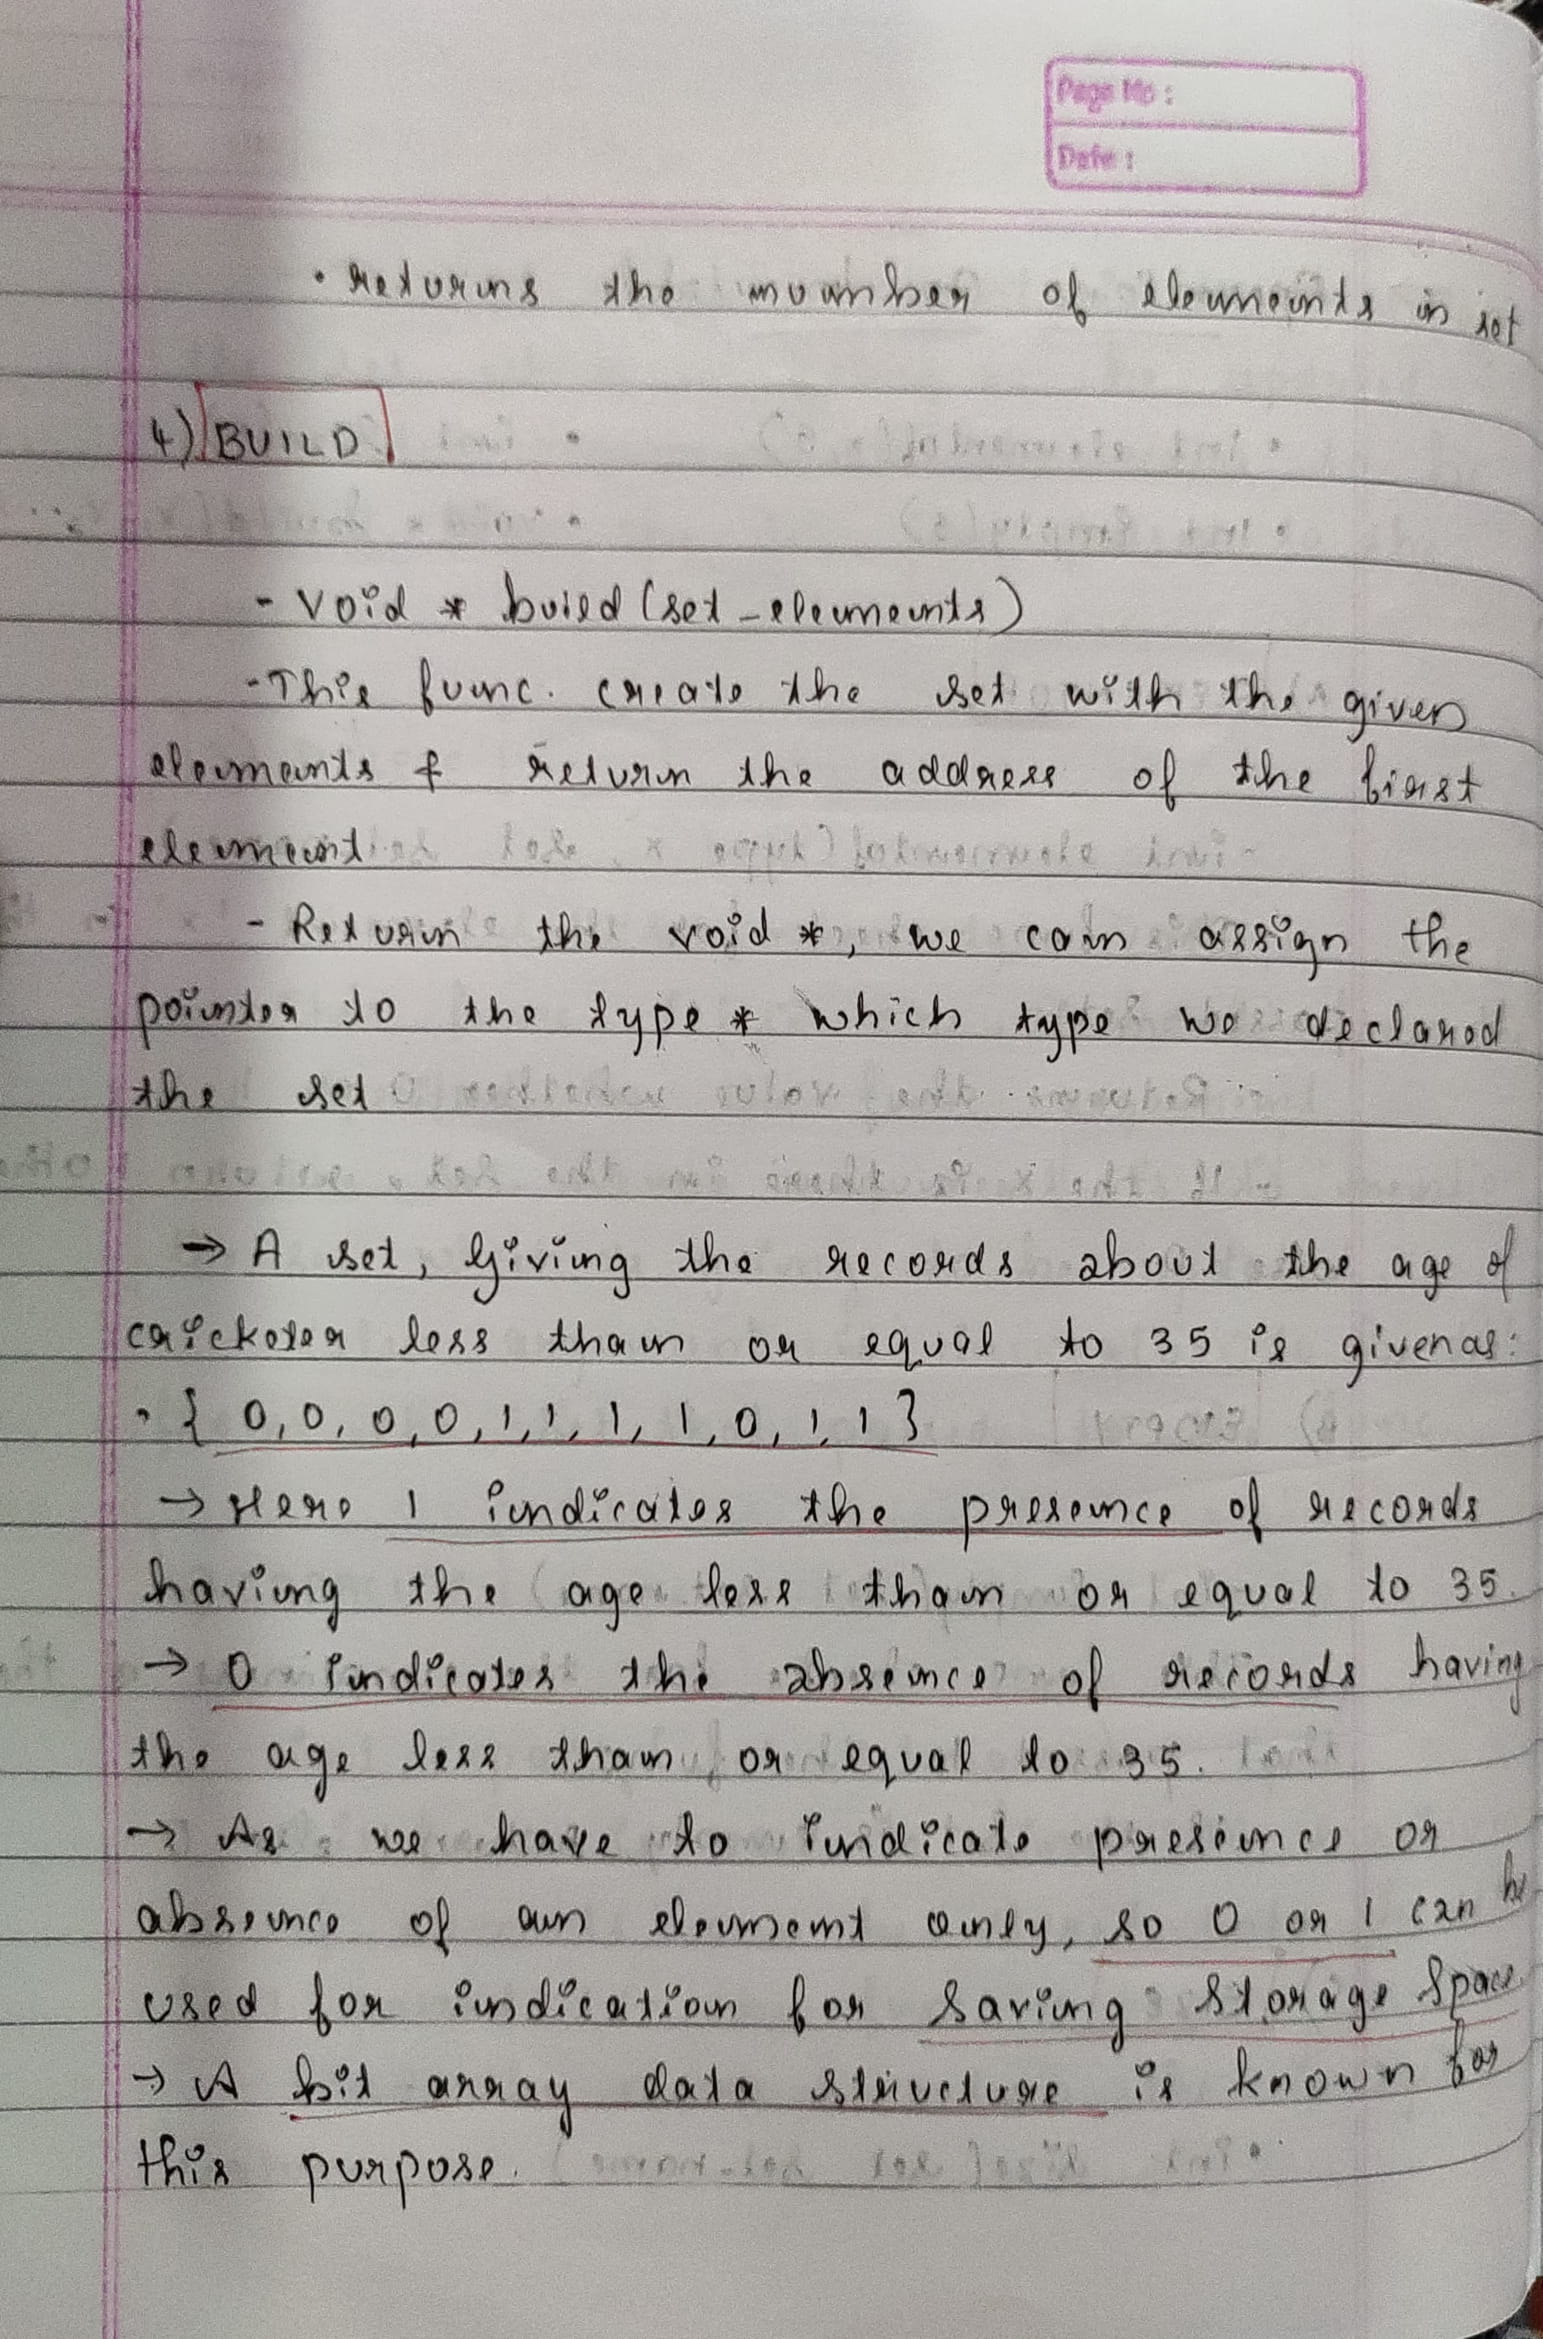 Page No :
Date :
• returns the number of elements in set
4) BUILD
- void * build (set_elements)
- This func. create the set with the given
elements & return the address of the first
element
- Return the void *, we can assign the
pointer to the type * which type we declared
the set
→ A set, giving the records about the age of
cricketer less than or equal to 35 is given as:
• { 0, 0, 0, 0, 1, 1, 1, 1, 0, 1, 1 }
→ Here 1 indicates the presence of records
having the age less than or equal to 35.
→ 0 indicates the absence of records having
the age less than or equal to 35.
→ As we have to indicate presence or
absence of an element only, so 0 or 1 can be
used for indication for saving storage space
→ A bit array data structure is known for
this purpose.